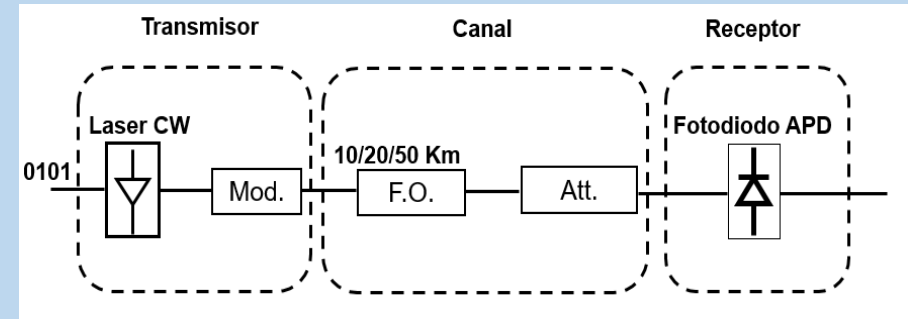 Transmisor
Canal
Receptor
Laser CW
Fotodiodo APD
0101
10/20/50 Km
Mod.
F.O.
Att.